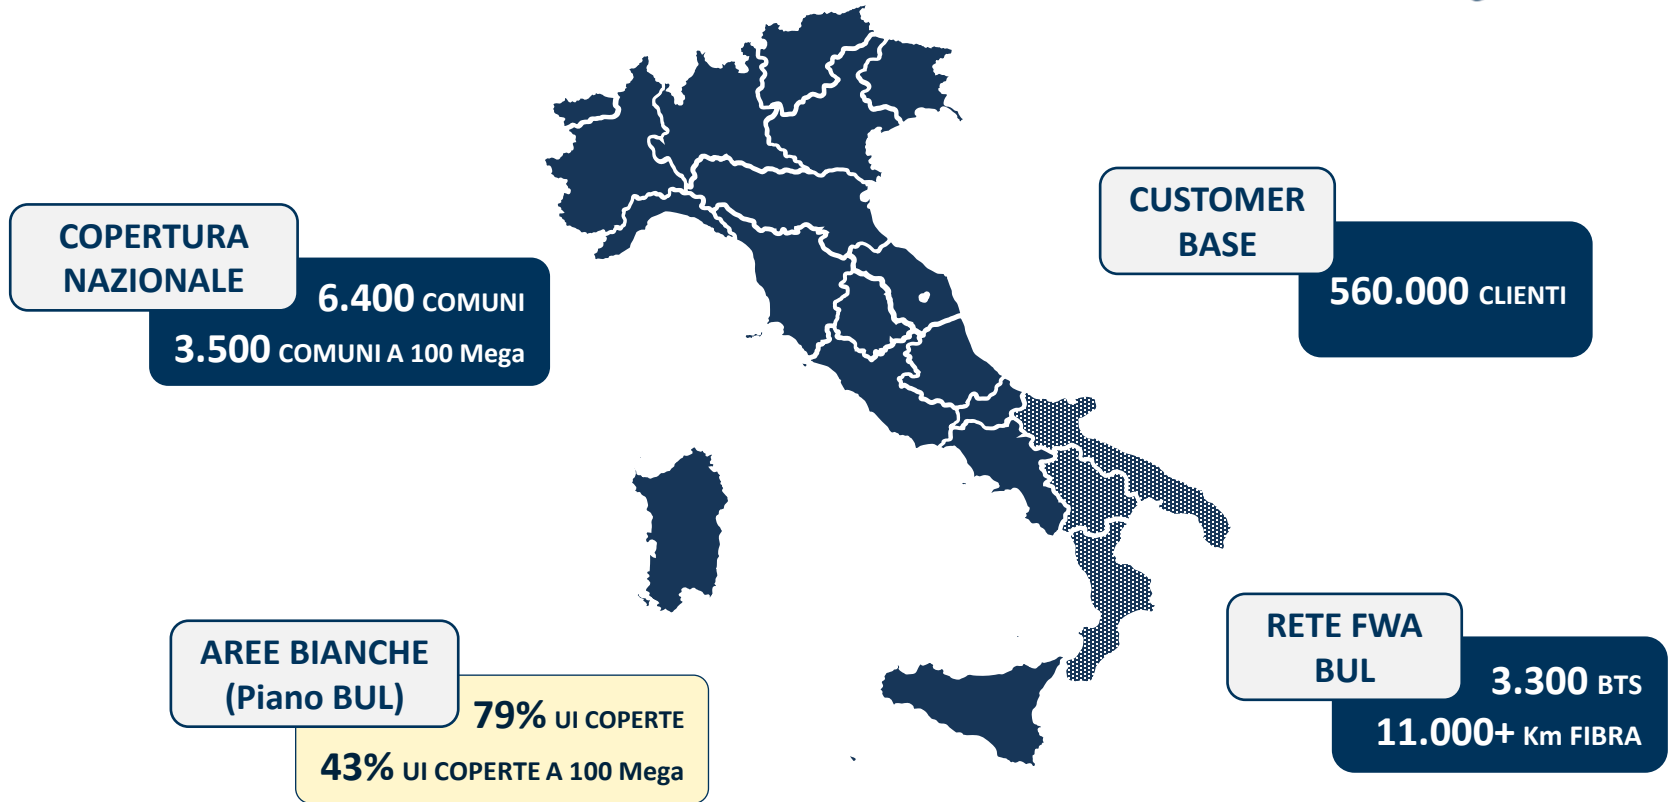 COPERTURA
NAZIONALE
6.400 COMUNI
3.500 COMUNI A 100 Mega
CUSTOMER
BASE
560.000 CLIENTI
AREE BIANCHE
(Piano BUL)
79% UI COPERTE
43% UI COPERTE A 100 Mega
RETE FWA
BUL
3.300 BTS
11.000+ Km FIBRA